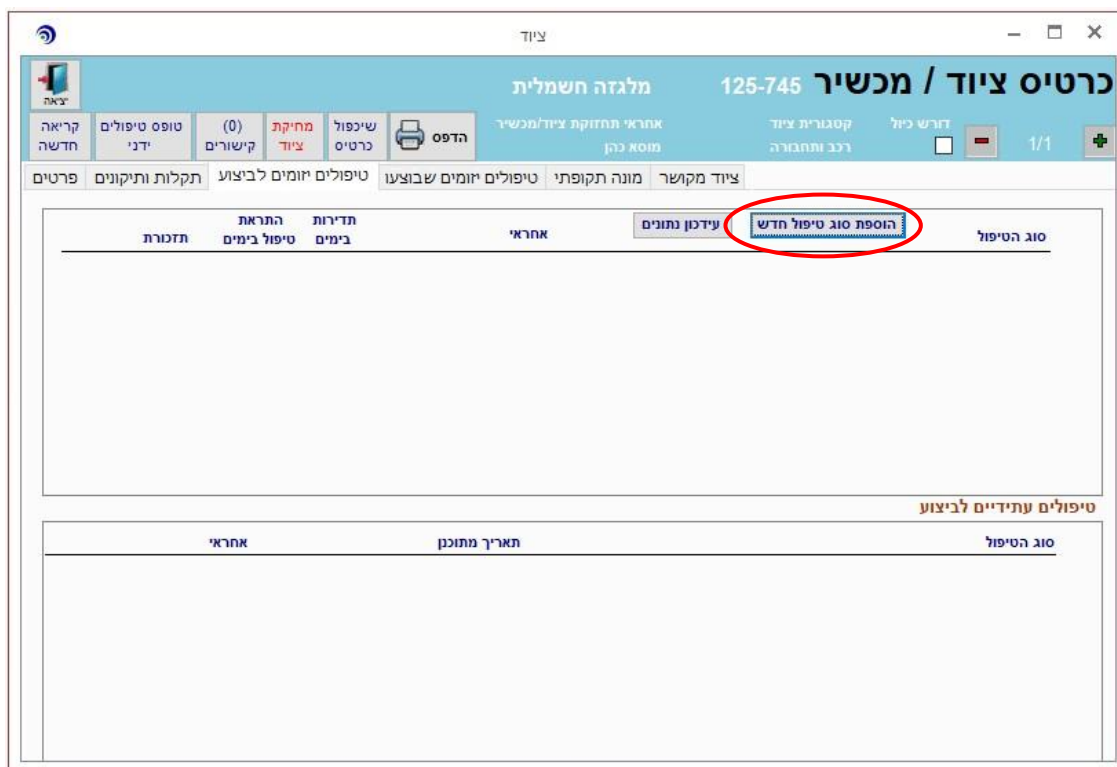 ציוד
כרטיס ציוד / מכשיר 125-745 מלגזה חשמלית
יציאה
1/1 דורש כיול קטגורית ציוד אחראי תחזוקת ציוד/מכשיר
רכב ותחבורה מוסא כהן
הדפס
שיכפול כרטיס
מחיקת ציוד
(0) קישורים
טופס טיפולים ידני
קריאה חדשה
פרטים תקלות ותיקונים טיפולים יזומים לביצוע טיפולים יזומים שבוצעו מונה תקופתי ציוד מקושר
סוג הטיפול הוספת סוג טיפול חדש עידכון נתונים אחראי תדירות בימים התראת טיפול בימים תזכורת
טיפולים עתידיים לביצוע
סוג הטיפול תאריך מתוכנן אחראי